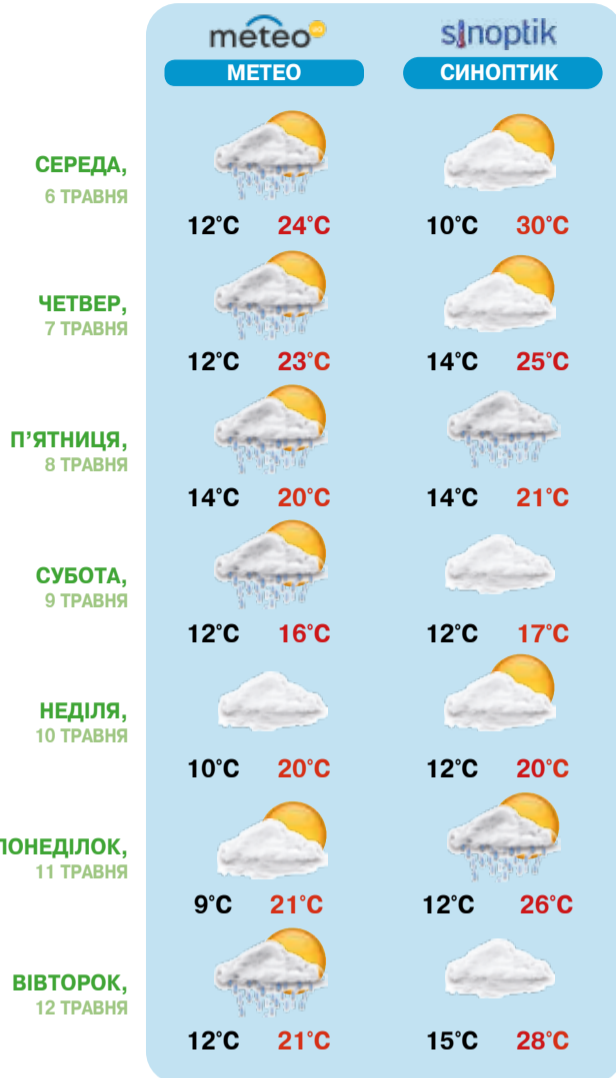 meteo
sinoptik
МЕТЕО
СИНОПТИК
СЕРЕДА,
6 ТРАВНЯ
12°C 24°C 10°C 30°C
ЧЕТВЕР,
7 ТРАВНЯ
12°C 23°C 14°C 25°C
П’ЯТНИЦЯ,
8 ТРАВНЯ
14°C 20°C 14°C 21°C
СУБОТА,
9 ТРАВНЯ
12°C 16°C 12°C 17°C
НЕДІЛЯ,
10 ТРАВНЯ
10°C 20°C 12°C 20°C
ПОНЕДІЛОК,
11 ТРАВНЯ
9°C 21°C 12°C 26°C
ВІВТОРОК,
12 ТРАВНЯ
12°C 21°C 15°C 28°C